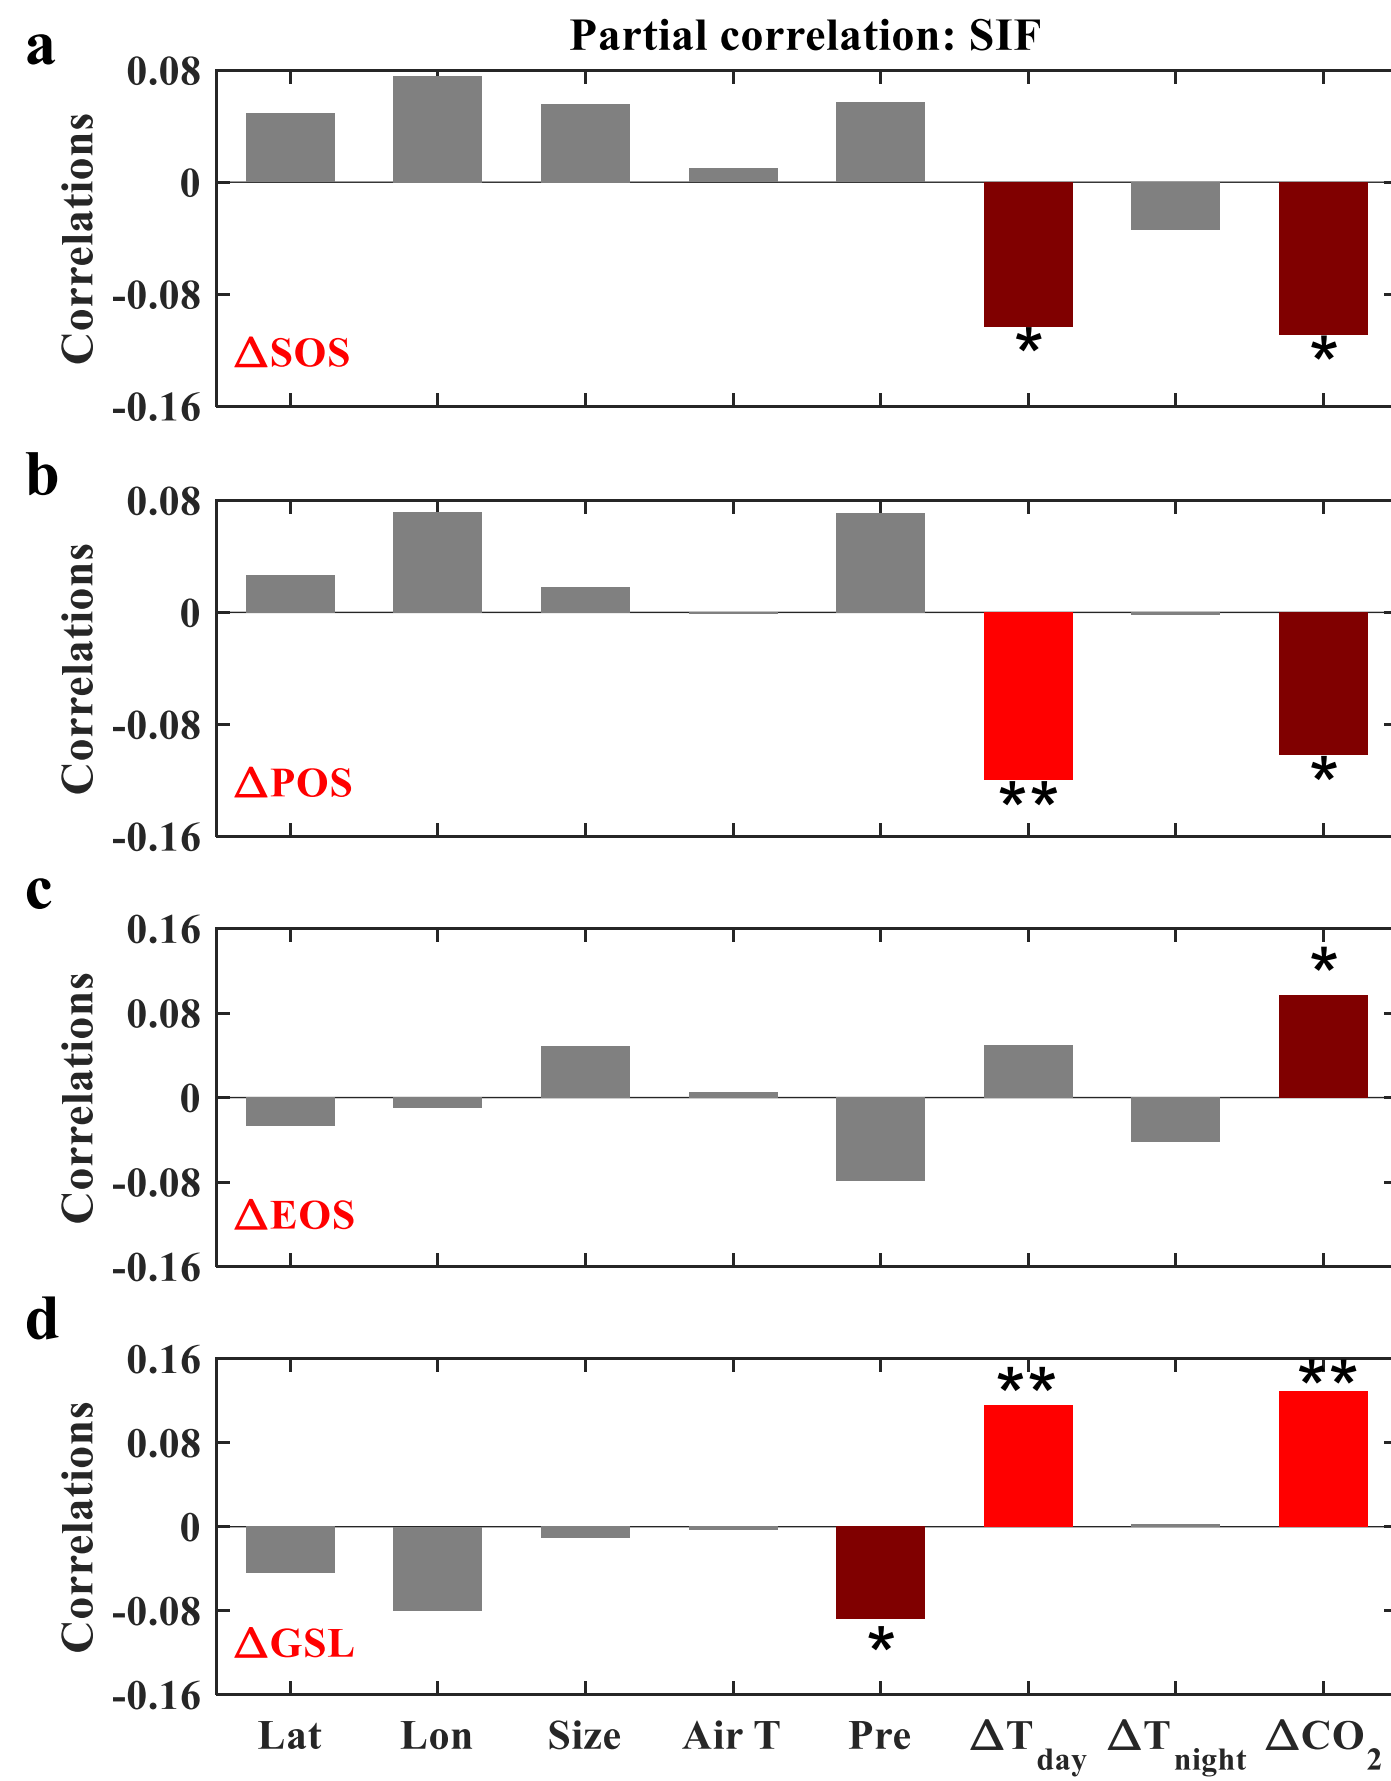 a
Partial correlation: SIF
0.08
0
-0.08
-0.16
Correlations
ΔSOS
*
*
b
0.08
0
-0.08
-0.16
Correlations
ΔPOS
**
*
c
0.16
0.08
0
-0.08
-0.16
Correlations
ΔEOS
*
d
0.16
0.08
0
-0.08
-0.16
Correlations
ΔGSL
*
**
**
Lat Lon Size Air T Pre ΔT_day ΔT_night ΔCO₂